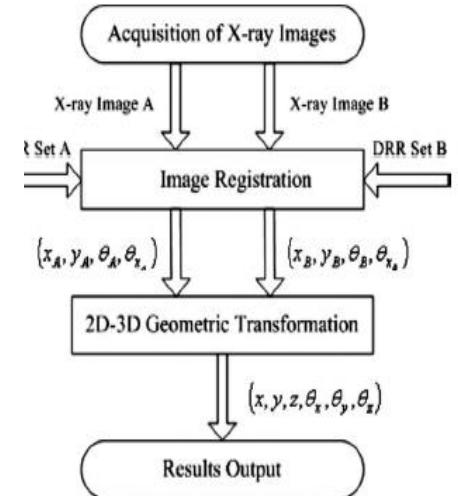 Acquisition of X-ray Images
X-ray Image A
X-ray Image B
Set A
DRR Set B
Image Registration
(x_A, y_A, θ_A, θ_{x_A})
(x_B, y_B, θ_B, θ_{x_B})
2D-3D Geometric Transformation
(x, y, z, θ_x, θ_y, θ_z)
Results Output